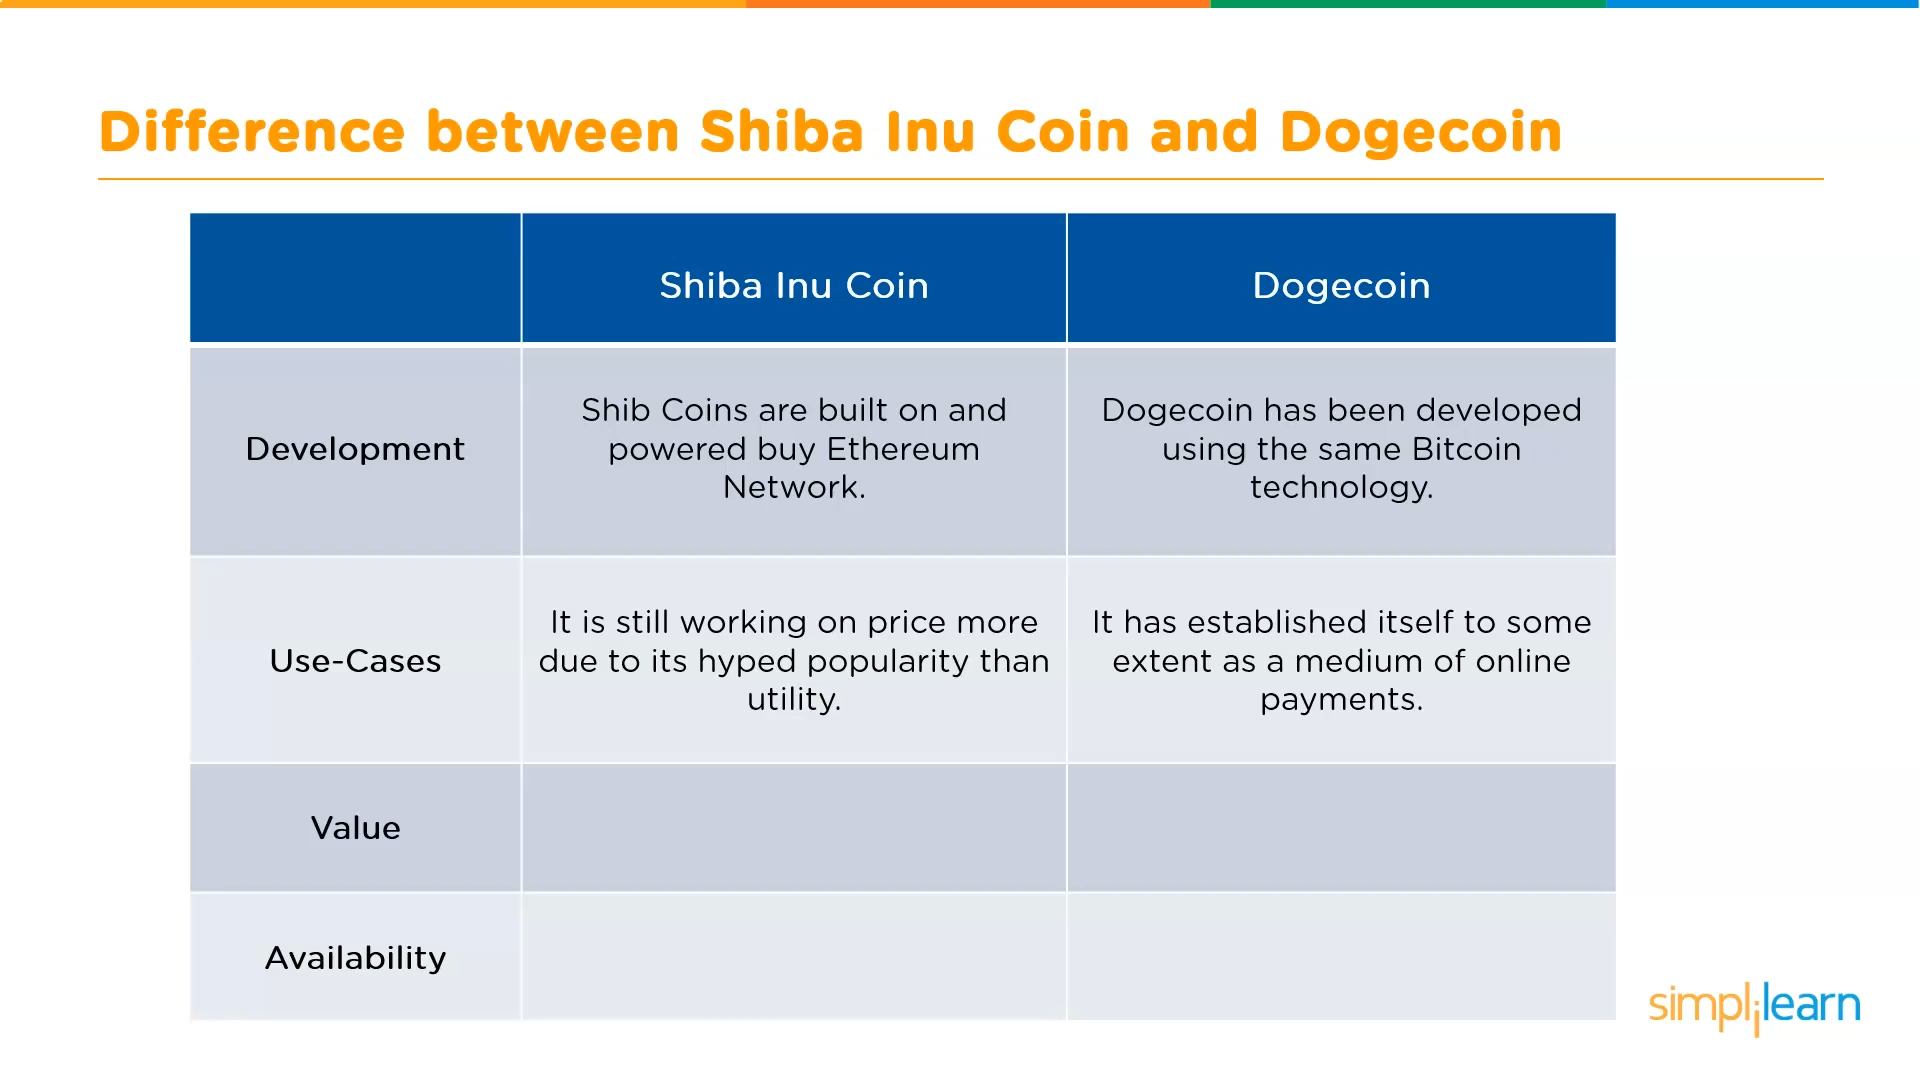 Difference between Shiba Inu Coin and Dogecoin
Shiba Inu Coin
Dogecoin
Development
Shib Coins are built on and
powered buy Ethereum
Network.
Dogecoin has been developed
using the same Bitcoin
technology.
Use-Cases
It is still working on price more
due to its hyped popularity than
utility.
It has established itself to some
extent as a medium of online
payments.
Value
Availability
simplilearn